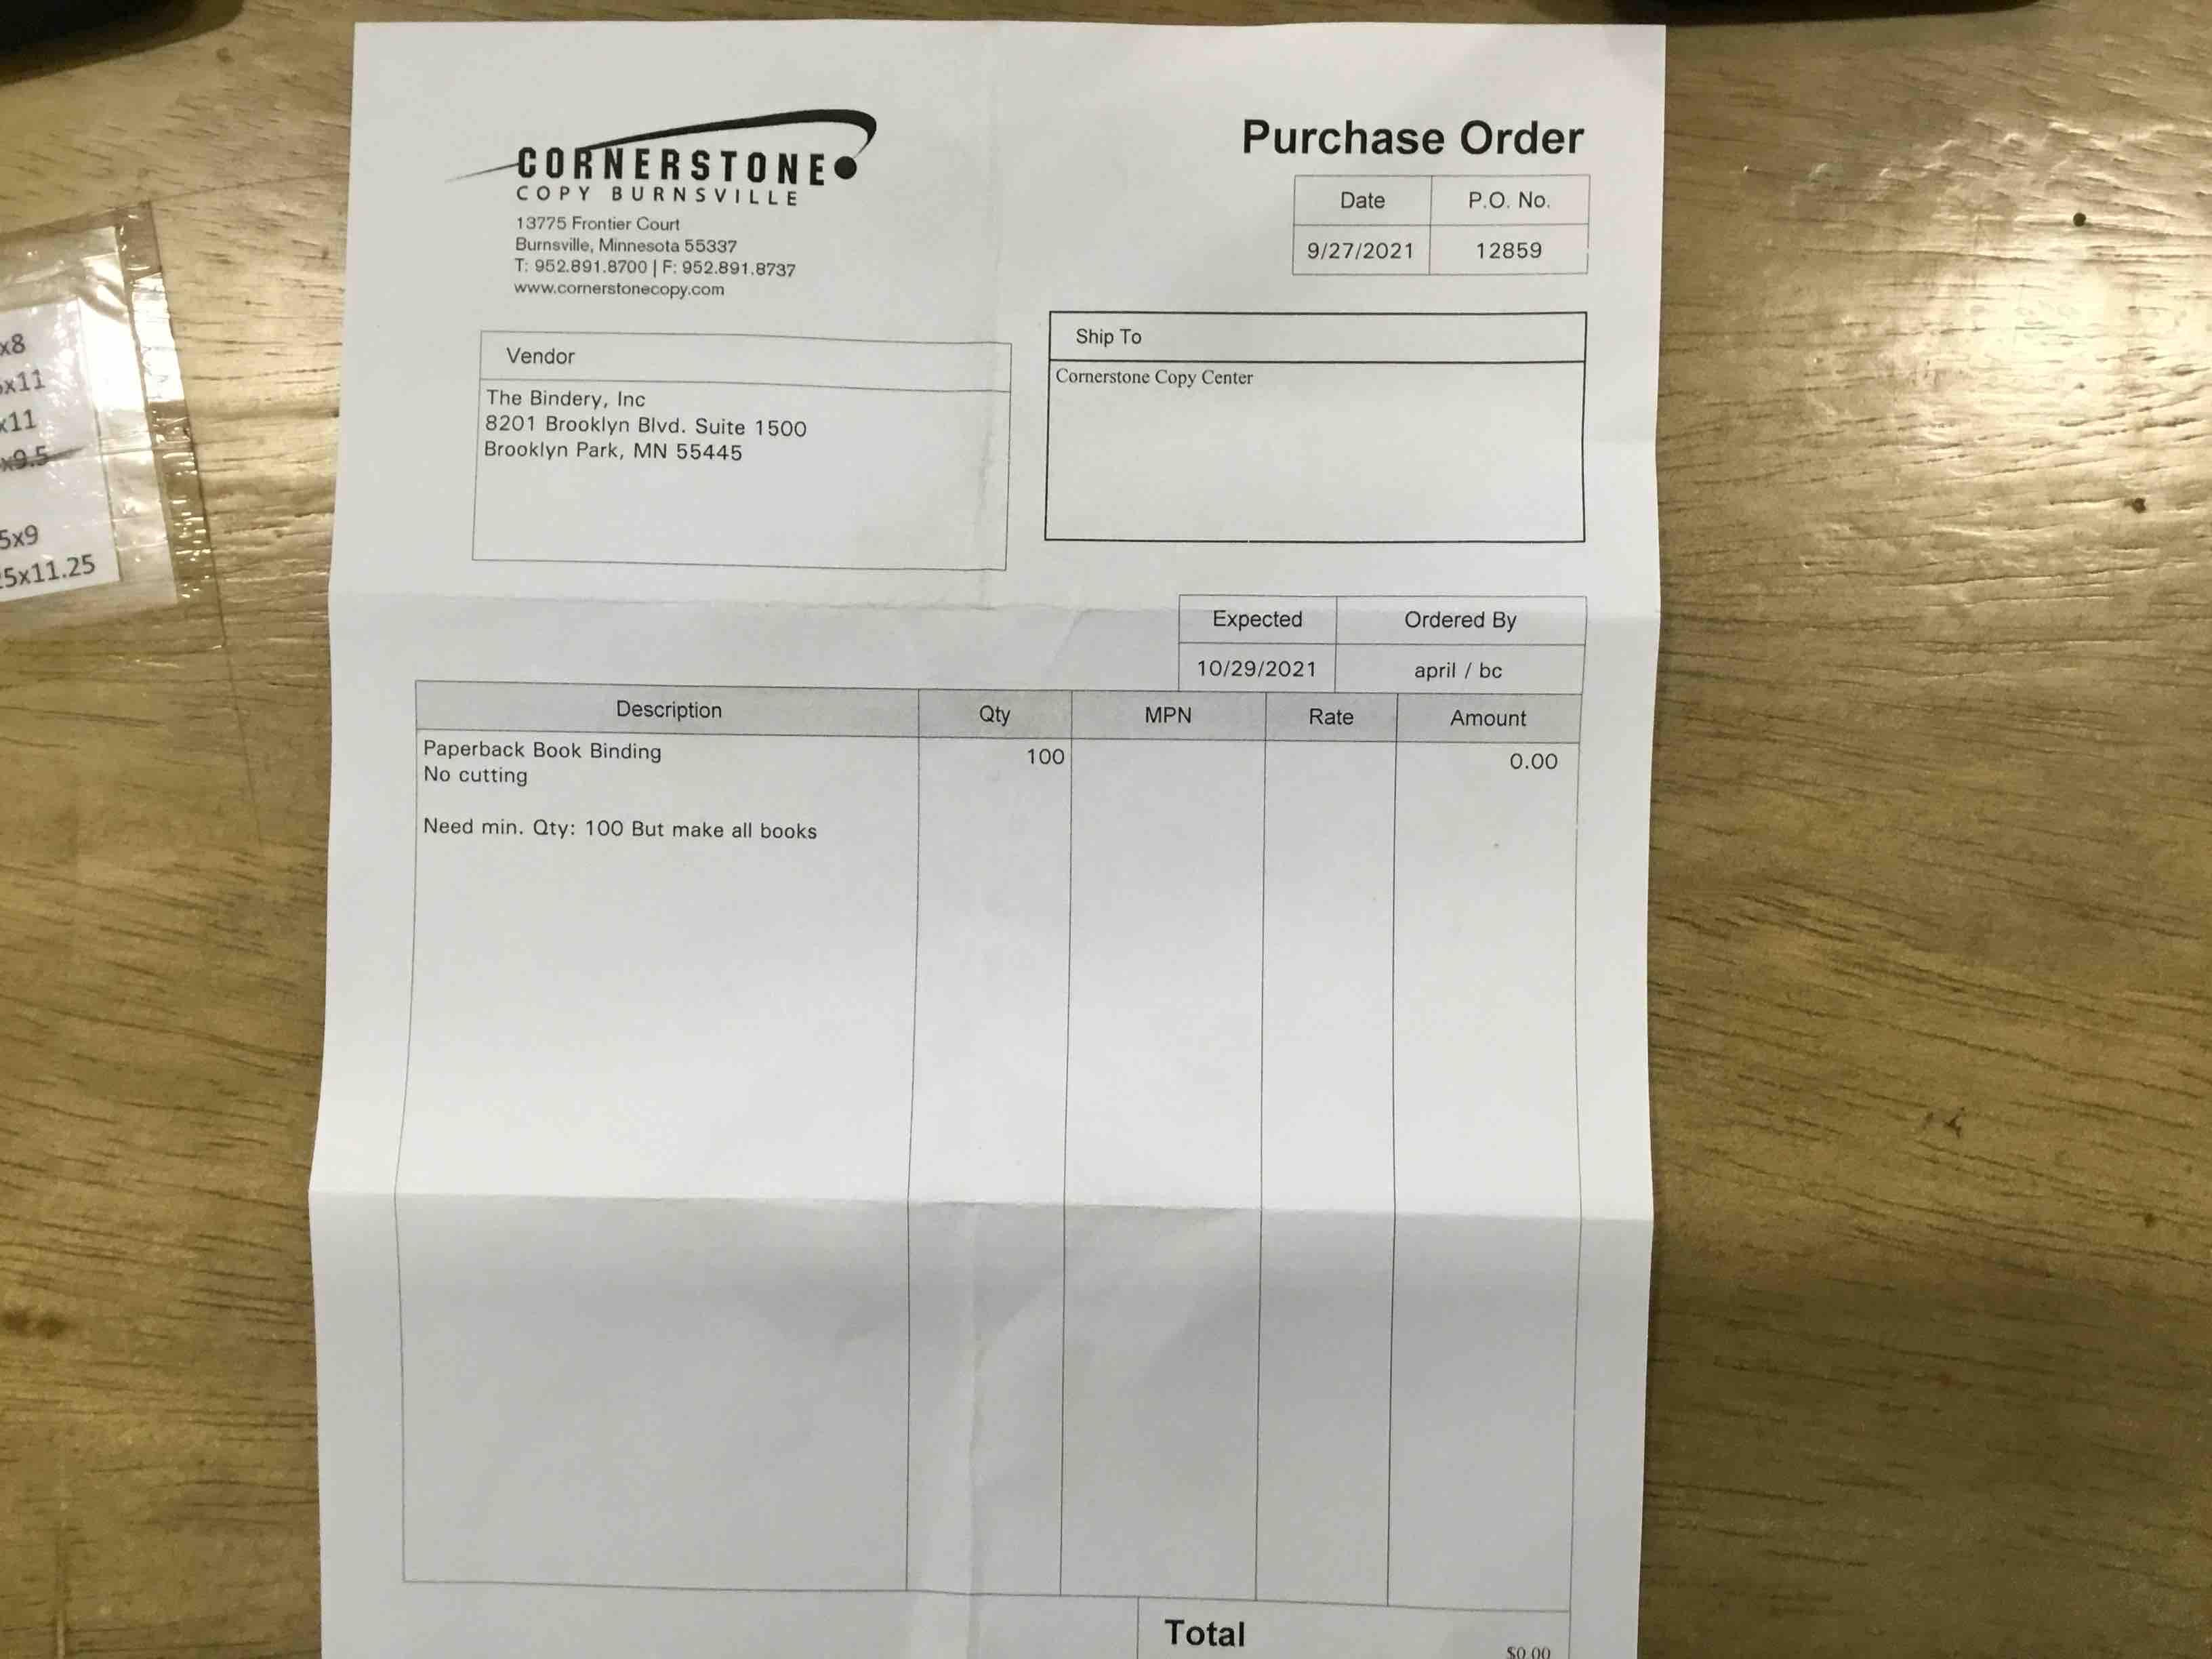 CORNERSTONE
COPY BURNSVILLE
13775 Frontier Court
Burnsville, Minnesota 55337
T: 952.891.8700 | F: 952.891.8737
www.cornerstonecopy.com
Purchase Order
Date P.O. No.
9/27/2021 12859
Vendor
The Bindery, Inc
8201 Brooklyn Blvd. Suite 1500
Brooklyn Park, MN 55445
Ship To
Cornerstone Copy Center
Expected Ordered By
10/29/2021 april / bc
Description Qty MPN Rate Amount
Paperback Book Binding 100 0.00
No cutting
Need min. Qty: 100 But make all books
Total $0.00
x8
x11
x11
x9.5
5x9
5x11.25